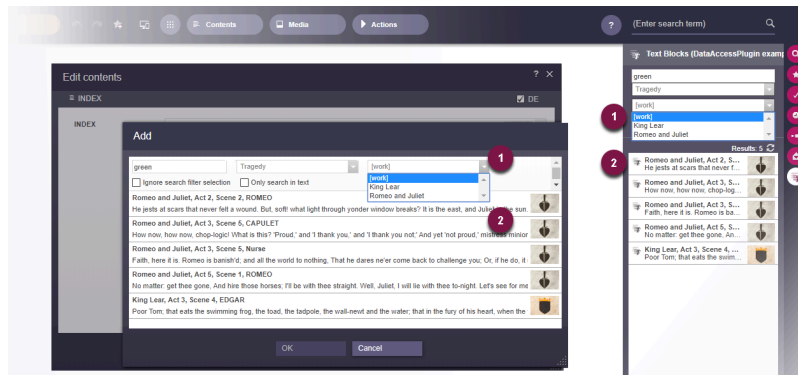 Contents
Media
Actions
?
(Enter search term)
Edit contents
? ×
INDEX
DE
INDEX
Add
green
Tragedy
[work]
1
[work]
King Lear
Romeo and Juliet
Ignore search filter selection
Only search in text
2
Romeo and Juliet, Act 2, Scene 2, ROMEO
He jests at scars that never felt a wound. But, soft! what light through yonder window breaks? It is the east, and Juliet is the sun.
Romeo and Juliet, Act 3, Scene 5, CAPULET
How now, how now, chop-logic! What is this? 'Proud,' and 'I thank you,' and 'I thank you not;' And yet 'not proud,' mistress minion
Romeo and Juliet, Act 3, Scene 5, Nurse
Faith, here it is. Romeo is banish'd; and all the world to nothing, That he dares ne'er come back to challenge you; Or, if he do, it
Romeo and Juliet, Act 5, Scene 1, ROMEO
No matter: get thee gone, And hire those horses; I'll be with thee straight. Well, Juliet, I will lie with thee to-night. Let's see for me
King Lear, Act 3, Scene 4, EDGAR
Poor Tom; that eats the swimming frog, the toad, the tadpole, the wall-newt and the water; that in the fury of his heart, when the
OK
Cancel
Text Blocks (DataAccessPlugin examp
green
Tragedy
[work]
1
[work]
King Lear
Romeo and Juliet
Results: 5
2
Romeo and Juliet, Act 2, S...
He jests at scars that never f...
Romeo and Juliet, Act 3, S...
How now, how now, chop-log...
Romeo and Juliet, Act 3, S...
Faith, here it is. Romeo is ba...
Romeo and Juliet, Act 5, S...
No matter: get thee gone, An...
King Lear, Act 3, Scene 4, ...
Poor Tom; that eats the swim...